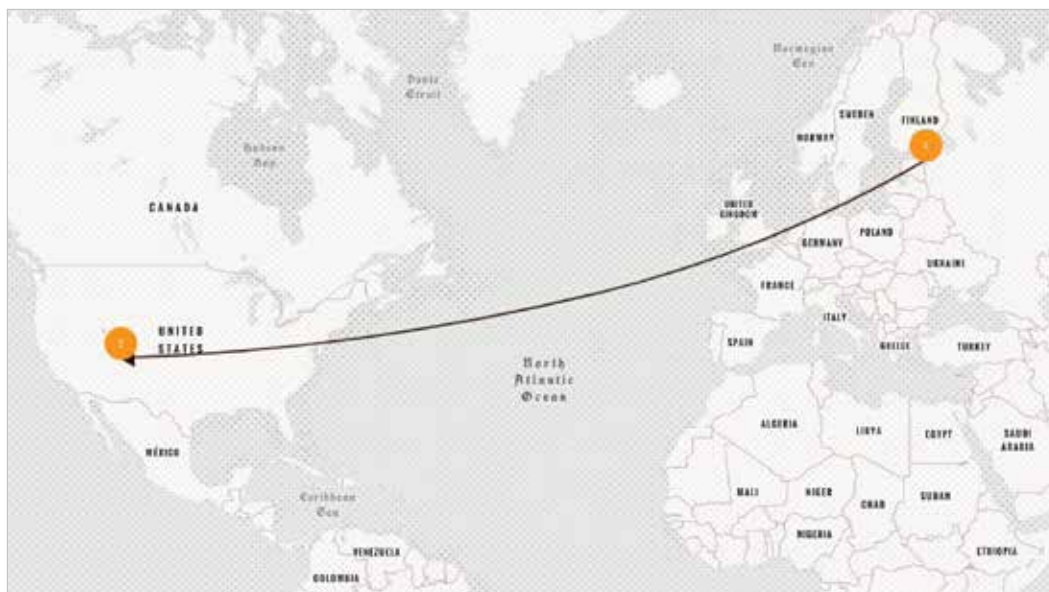 Norwegian
Sea
Davis
Strait
SWEDEN
FINLAND
NORWAY
Hudson
Bay
CANADA
UNITED
KINGDOM
GERMANY
POLAND
UKRAINE
FRANCE
ITALY
UNITED
STATES
SPAIN
GREECE
TURKEY
North
Atlantic
Ocean
ALGERIA
LIBYA
EGYPT
SAUDI
ARABIA
MÉXICO
MALI
NIGER
CHAD
SUDAN
Caribbean
Sea
NIGERIA
VENEZUELA
ETHIOPIA
COLOMBIA